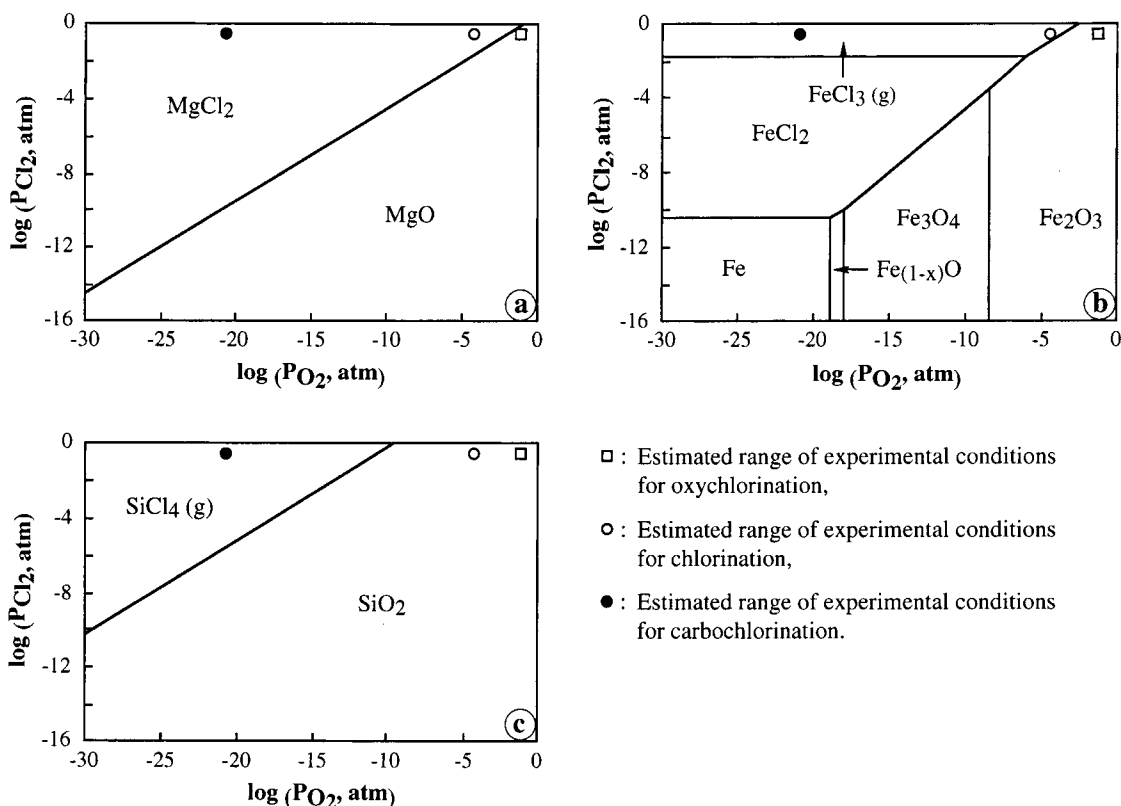 0
-4
-8
-12
-16
log (PCl2, atm)
MgCl2
MgO
a
-30 -25 -20 -15 -10 -5 0
log (PO2, atm)
0
-4
-8
-12
-16
log (PCl2, atm)
FeCl3 (g)
FeCl2
Fe3O4
Fe2O3
Fe
Fe(1-x)O
b
-30 -25 -20 -15 -10 -5 0
log (PO2, atm)
0
-4
-8
-12
-16
log (PCl2, atm)
SiCl4 (g)
SiO2
c
-30 -25 -20 -15 -10 -5 0
log (PO2, atm)
□ : Estimated range of experimental conditions
for oxychlorination,
○ : Estimated range of experimental conditions
for chlorination,
● : Estimated range of experimental conditions
for carbochlorination.